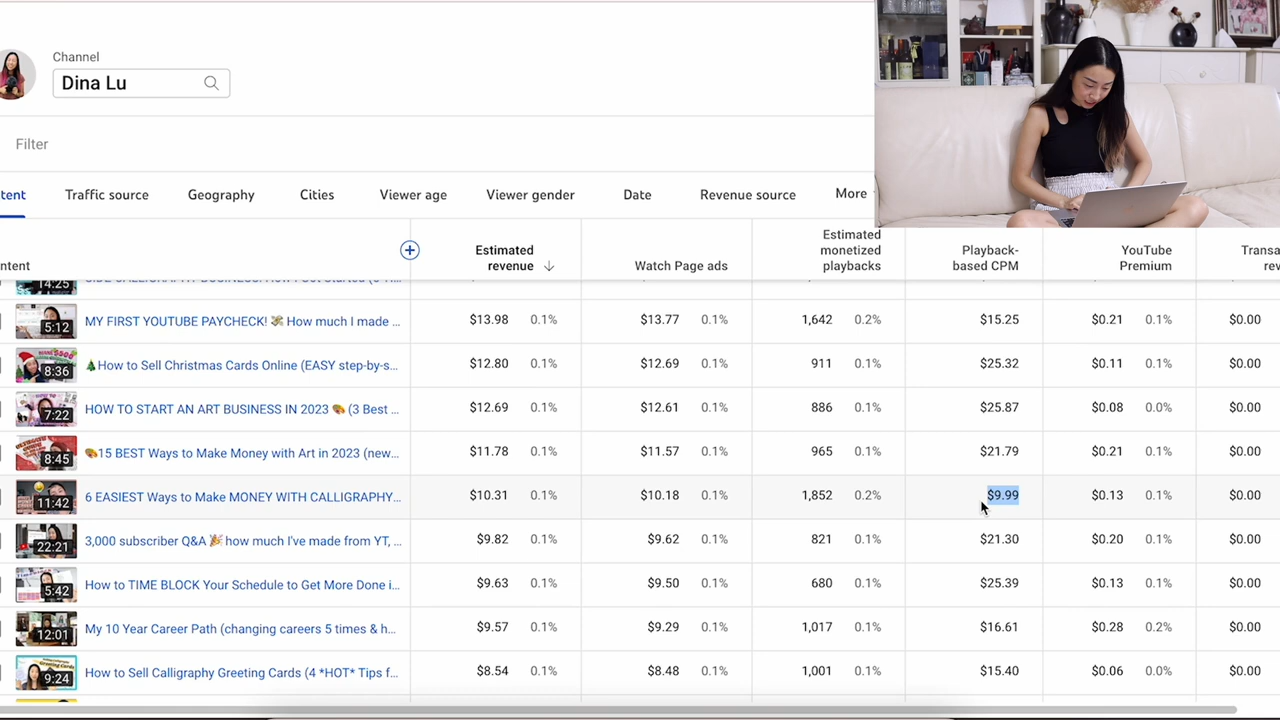 Channel
Dina Lu
Filter
tent Traffic source Geography Cities Viewer age Viewer gender Date Revenue source More
ntent Estimated revenue ↓ Watch Page ads Estimated monetized playbacks Playback-based CPM YouTube Premium Transa rev
14:25
5:12 MY FIRST YOUTUBE PAYCHECK! 💸 How much I made ... $13.98 0.1% $13.77 0.1% 1,642 0.2% $15.25 $0.21 0.1% $0.00
8:36 🎄How to Sell Christmas Cards Online (EASY step-by-s... $12.80 0.1% $12.69 0.1% 911 0.1% $25.32 $0.11 0.1% $0.00
7:22 HOW TO START AN ART BUSINESS IN 2023 🎨 (3 Best ... $12.69 0.1% $12.61 0.1% 886 0.1% $25.87 $0.08 0.0% $0.00
8:45 🎨15 BEST Ways to Make Money with Art in 2023 (new... $11.78 0.1% $11.57 0.1% 965 0.1% $21.79 $0.21 0.1% $0.00
11:42 6 EASIEST Ways to Make MONEY WITH CALLIGRAPHY... $10.31 0.1% $10.18 0.1% 1,852 0.2% $9.99 $0.13 0.1% $0.00
22:21 3,000 subscriber Q&A 🎉 how much I've made from YT, ... $9.82 0.1% $9.62 0.1% 821 0.1% $21.30 $0.20 0.1% $0.00
5:42 How to TIME BLOCK Your Schedule to Get More Done i... $9.63 0.1% $9.50 0.1% 680 0.1% $25.39 $0.13 0.1% $0.00
12:01 My 10 Year Career Path (changing careers 5 times & h... $9.57 0.1% $9.29 0.1% 1,017 0.1% $16.61 $0.28 0.2% $0.00
9:24 How to Sell Calligraphy Greeting Cards (4 *HOT* Tips f... $8.54 0.1% $8.48 0.1% 1,001 0.1% $15.40 $0.06 0.0% $0.00